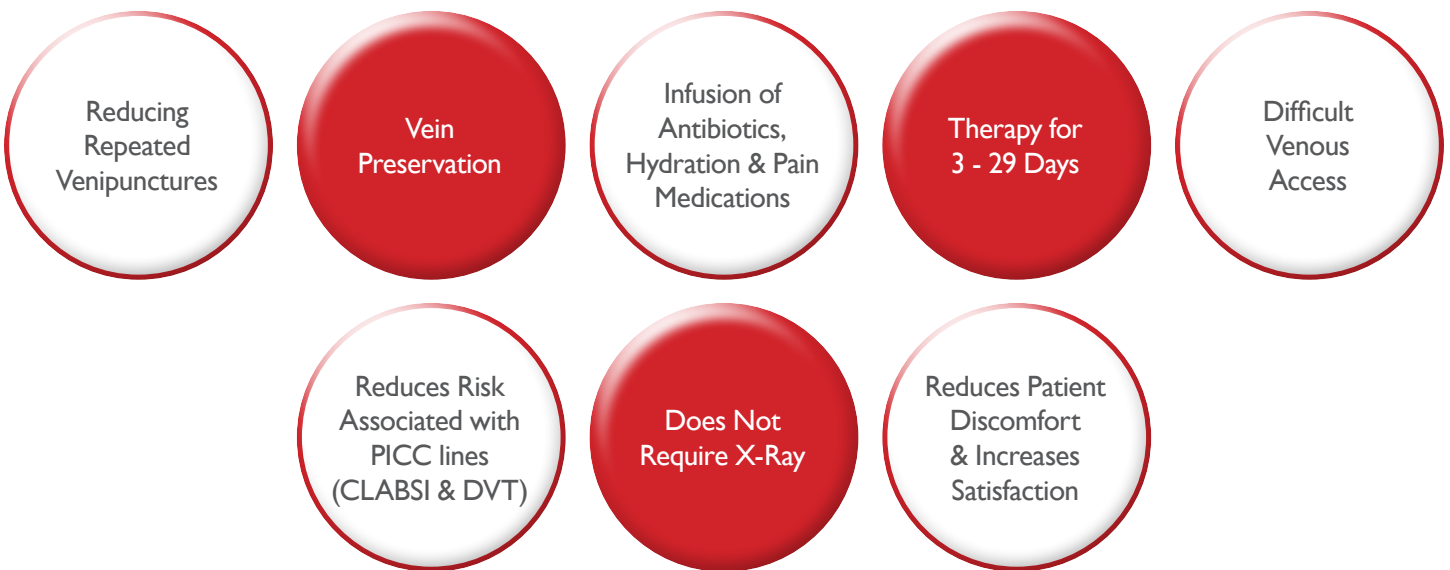 Reducing
Repeated
Venipunctures
Vein
Preservation
Infusion of
Antibiotics,
Hydration & Pain
Medications
Therapy for
3 - 29 Days
Difficult
Venous
Access
Reduces Risk
Associated with
PICC lines
(CLABSI & DVT)
Does Not
Require X-Ray
Reduces Patient
Discomfort
& Increases
Satisfaction